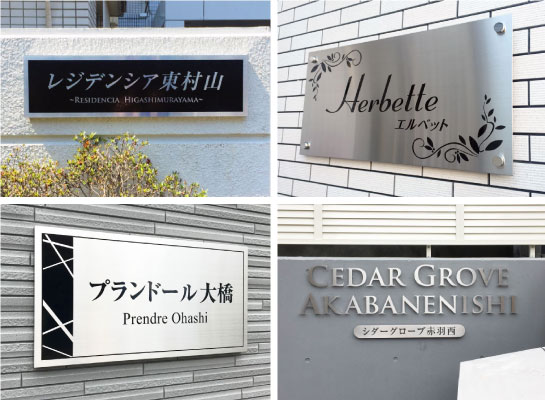 レジデンシア東村山
~RESIDENCIA HIGASHIMURAYAMA~
Herbette
エルベット
プランドール大橋
Prendre Ohashi
CEDAR GROVE
AKABANENISHI
シダーグローブ赤羽西